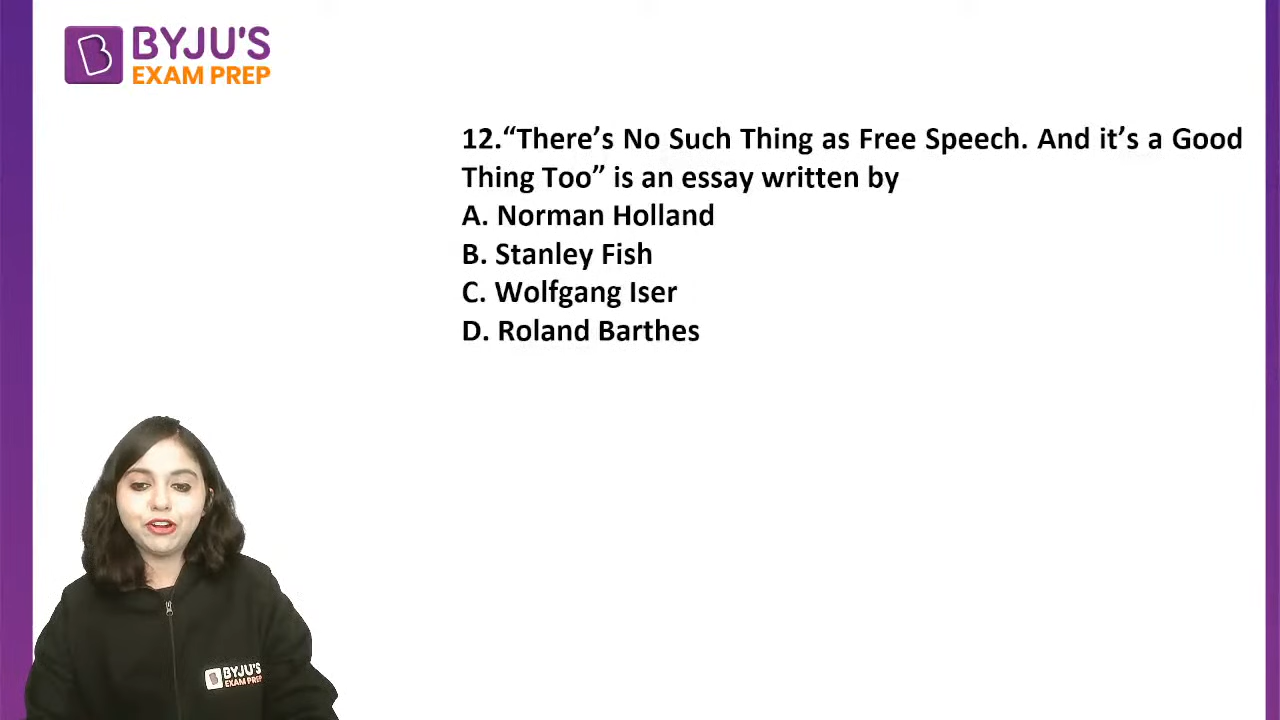 BYJU'S
EXAM PREP
12.“There’s No Such Thing as Free Speech. And it’s a Good
Thing Too” is an essay written by
A. Norman Holland
B. Stanley Fish
C. Wolfgang Iser
D. Roland Barthes
BYJU'S
EXAM PREP